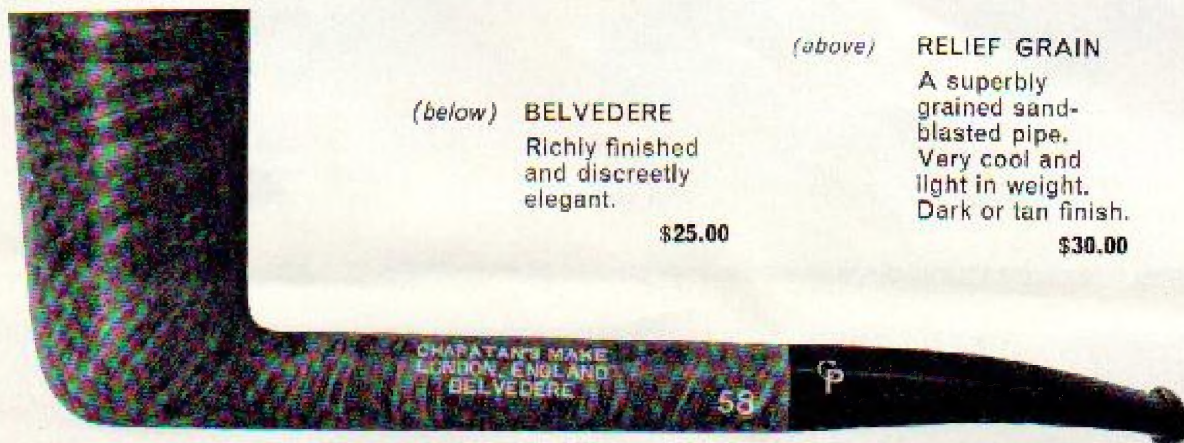 (above) RELIEF GRAIN
A superbly
grained sand-
blasted pipe.
Very cool and
light in weight.
Dark or tan finish.
$30.00
(below) BELVEDERE
Richly finished
and discreetly
elegant.
$25.00
CHARATAN'S MAKE
LONDON, ENGLAND
BELVEDERE
58
CP